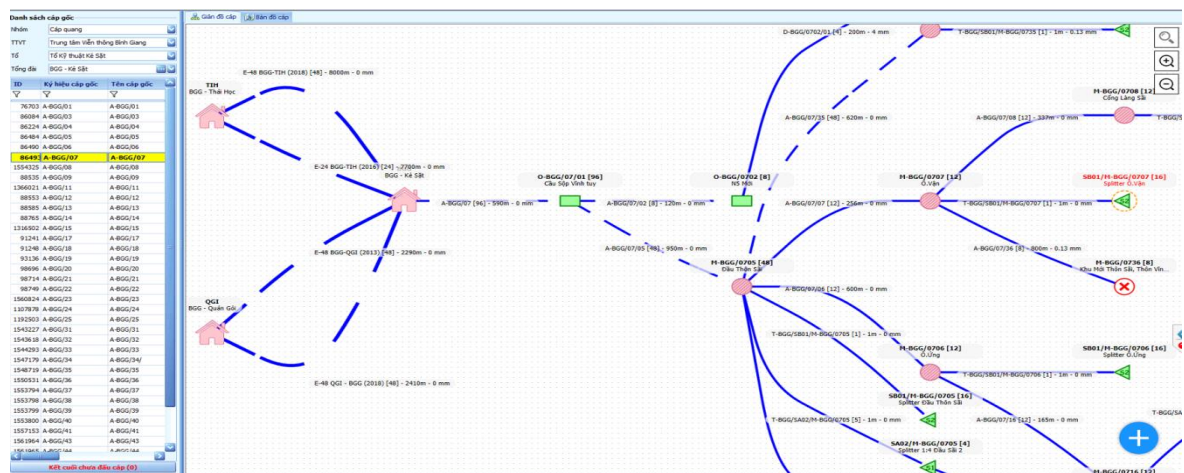 Danh sách cáp gốc
Nhóm Cáp quang
TTVT Trung tâm Viễn thông Bình Giang
Tổ Tổ Kỹ thuật Kẻ Sặt
Tổng đài BGG - Kẻ Sặt
ID Ký hiệu cáp gốc Tên cáp gốc
76703 A-BGG/01 A-BGG/01
86084 A-BGG/03 A-BGG/03
86224 A-BGG/04 A-BGG/04
86484 A-BGG/05 A-BGG/05
86490 A-BGG/06 A-BGG/06
86493 A-BGG/07 A-BGG/07
1554325 A-BGG/08 A-BGG/08
88535 A-BGG/09 A-BGG/09
1366021 A-BGG/11 A-BGG/11
88553 A-BGG/12 A-BGG/12
88585 A-BGG/13 A-BGG/13
88765 A-BGG/14 A-BGG/14
1316502 A-BGG/15 A-BGG/15
91241 A-BGG/17 A-BGG/17
91248 A-BGG/18 A-BGG/18
93136 A-BGG/19 A-BGG/19
98696 A-BGG/20 A-BGG/20
98714 A-BGG/21 A-BGG/21
98749 A-BGG/22 A-BGG/22
1560824 A-BGG/23 A-BGG/23
1107878 A-BGG/24 A-BGG/24
1192503 A-BGG/25 A-BGG/25
1543227 A-BGG/31 A-BGG/31
1543618 A-BGG/32 A-BGG/32
1544293 A-BGG/33 A-BGG/33
1547179 A-BGG/34 A-BGG/34/
1548719 A-BGG/35 A-BGG/35
1550531 A-BGG/36 A-BGG/36
1553794 A-BGG/37 A-BGG/37
1553798 A-BGG/38 A-BGG/38
1553799 A-BGG/39 A-BGG/39
1553800 A-BGG/40 A-BGG/40
1557153 A-BGG/41 A-BGG/41
1561964 A-BGG/43 A-BGG/43
1561965 A-BGG/44 A-BGG/44
Kết cuối chưa đấu cáp (0)
Giản đồ cáp Bản đồ cáp
D-BGG/0702/01 [4] - 200m - 4 mm
T-BGG/SB01/M-BGG/0735 [1] - 1m - 0.13 mm
E-48 BGG-TIH (2018) [48] - 8000m - 0 mm
TIH
BGG - Thái Học
M-BGG/0708 [12]
Cổng Làng Sải
A-BGG/07/35 [48] - 620m - 0 mm
A-BGG/07/08 [12] - 337m - 0 mm
T-BGG/S
E-24 BGG-TIH (2016) [24] - 7700m - 0 mm
BGG - Kẻ Sặt
O-BGG/07/01 [96]
Cầu Sộp Vĩnh tuy
O-BGG/0702 [8]
NS Mới
M-BGG/0707 [12]
Ô.Vận
SB01/M-BGG/0707 [16]
Splitter Ô.Vận
A-BGG/07 [96] - 590m - 0 mm
A-BGG/07/02 [8] - 120m - 0 mm
A-BGG/07/07 [12] - 256m - 0 mm
T-BGG/SB01/M-BGG/0707 [1] - 1m - 0 mm
E-48 BGG-QGI (2013) [48] - 2290m - 0 mm
A-BGG/07/05 [48] - 950m - 0 mm
A-BGG/07/36 [8] - 800m - 0.13 mm
M-BGG/0705 [48]
Đầu Thôn Sải
M-BGG/0736 [8]
Khu Mới Thôn Sải, Thôn Vĩn...
A-BGG/07/06 [12] - 600m - 0 mm
QGI
BGG - Quán Gỏi
T-BGG/SB01/M-BGG/0705 [1] - 1m - 0 mm
M-BGG/0706 [12]
Ô.Ứng
SB01/M-BGG/0706 [16]
Splitter Ô.Ứng
T-BGG/SB01/M-BGG/0706 [1] - 1m - 0 mm
E-48 QGI - BGG (2018) [48] - 2410m - 0 mm
SB01/M-BGG/0705 [16]
Splitter Đầu Thôn Sải
T-BGG/SA02/M-BGG/0705 [5] - 1m - 0 mm
A-BGG/07/16 [12] - 165m - 0 mm
T-BGG/SA
SA02/M-BGG/0705 [4]
Splitter 1:4 Đầu Sải 2
M-BGG/0716 [12]